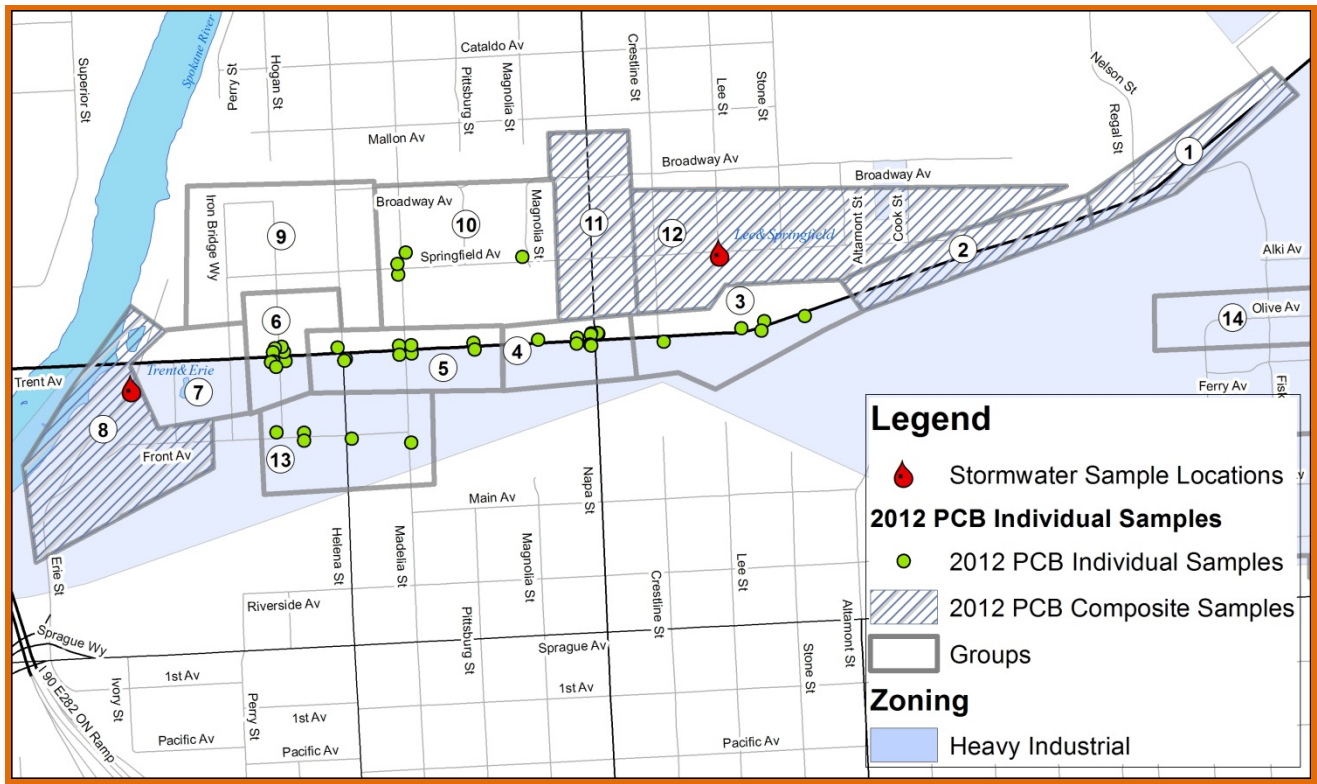 Cataldo Av
Superior St
Spokane River
Perry St
Hogan St
Pittsburg St
Magnolia St
Crestline St
Lee St
Stone St
Nelson St
Regal St
Mallon Av
Broadway Av
Broadway Av
1
Iron Bridge Wy
9
Broadway Av
10
Magnolia St
11
12
Lee&Springfield
Altamont St
Cook St
2
Springfield Av
Alki Av
3
6
14
Olive Av
4
5
Trent Av
Trent&Erie
7
Ferry Av
8
Front Av
13
Main Av
Napa St
Erie St
Helena St
Madelia St
Magnolia St
Lee St
Crestline St
Altamont St
Riverside Av
Pittsburg St
Sprague Wy
Sprague Av
Stone St
I 90 E282 ON Ramp
Ivory St
1st Av
Perry St
1st Av
1st Av
Pacific Av
Pacific Av
Pacific Av
Legend
Stormwater Sample Locations
2012 PCB Individual Samples
2012 PCB Individual Samples
2012 PCB Composite Samples
Groups
Zoning
Heavy Industrial